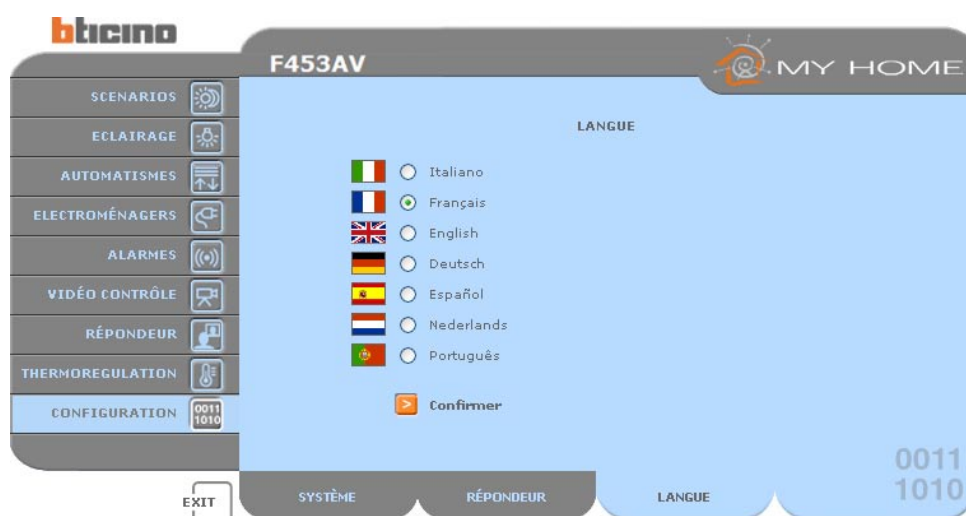 bticino
F453AV
MY HOME
SCENARIOS
ECLAIRAGE
AUTOMATISMES
ELECTROMÉNAGERS
ALARMES
VIDÉO CONTRÔLE
RÉPONDEUR
THERMOREGULATION
CONFIGURATION
0011
1010
EXIT
LANGUE
Italiano
Français
English
Deutsch
Español
Nederlands
Português
> Confirmer
SYSTÈME
RÉPONDEUR
LANGUE
0011
1010